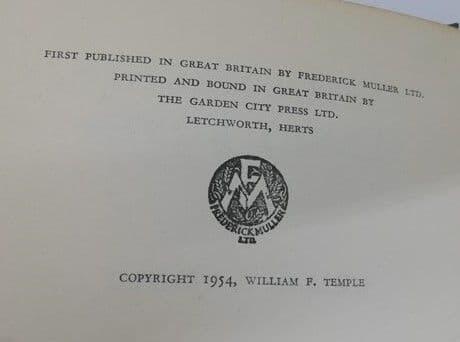 FIRST PUBLISHED IN GREAT BRITAIN BY FREDERICK MULLER LTD.
PRINTED AND BOUND IN GREAT BRITAIN BY
THE GARDEN CITY PRESS LTD.
LETCHWORTH, HERTS
FM
FREDERICK MULLER
LTD.
COPYRIGHT 1954, WILLIAM F. TEMPLE